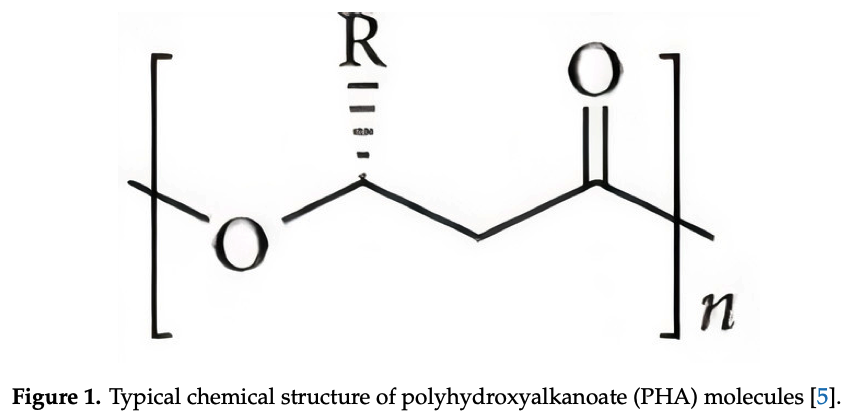 R
O
O
n
Figure 1. Typical chemical structure of polyhydroxyalkanoate (PHA) molecules [5].